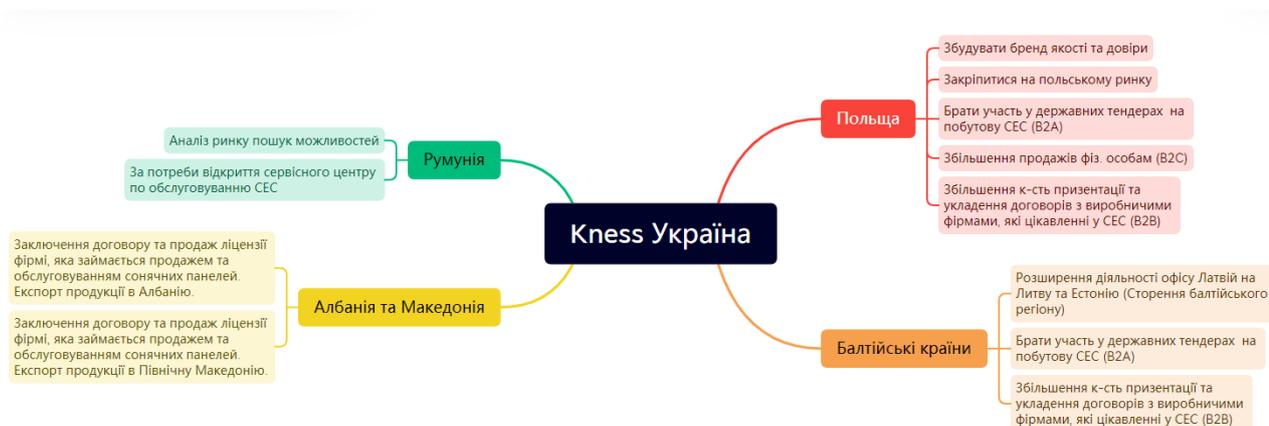 Kness Україна
Польща
Збудувати бренд якості та довіри
Закріпитися на польському ринку
Брати участь у державних тендерах на
побутову СЕС (B2A)
Збільшення продажів фіз. особам (B2C)
Збільшення к-сть призентації та
укладення договорів з виробничими
фірмами, які цікавленні у СЕС (B2B)
Балтійські країни
Розширення діяльності офісу Латвій на
Литву та Естонію (Сторення балтійського
регіону)
Брати участь у державних тендерах на
побутову СЕС (B2A)
Збільшення к-сть призентації та
укладення договорів з виробничими
фірмами, які цікавленні у СЕС (B2B)
Румунія
Аналіз ринку пошук можливостей
За потреби відкриття сервісного центру
по обслуговуванню СЕС
Албанія та Македонія
Заключення договору та продаж ліцензії
фірмі, яка займається продажем та
обслуговуванням сонячних панелей.
Експорт продукції в Албанію.
Заключення договору та продаж ліцензії
фірмі, яка займається продажем та
обслуговуванням сонячних панелей.
Експорт продукції в Північну Македонію.